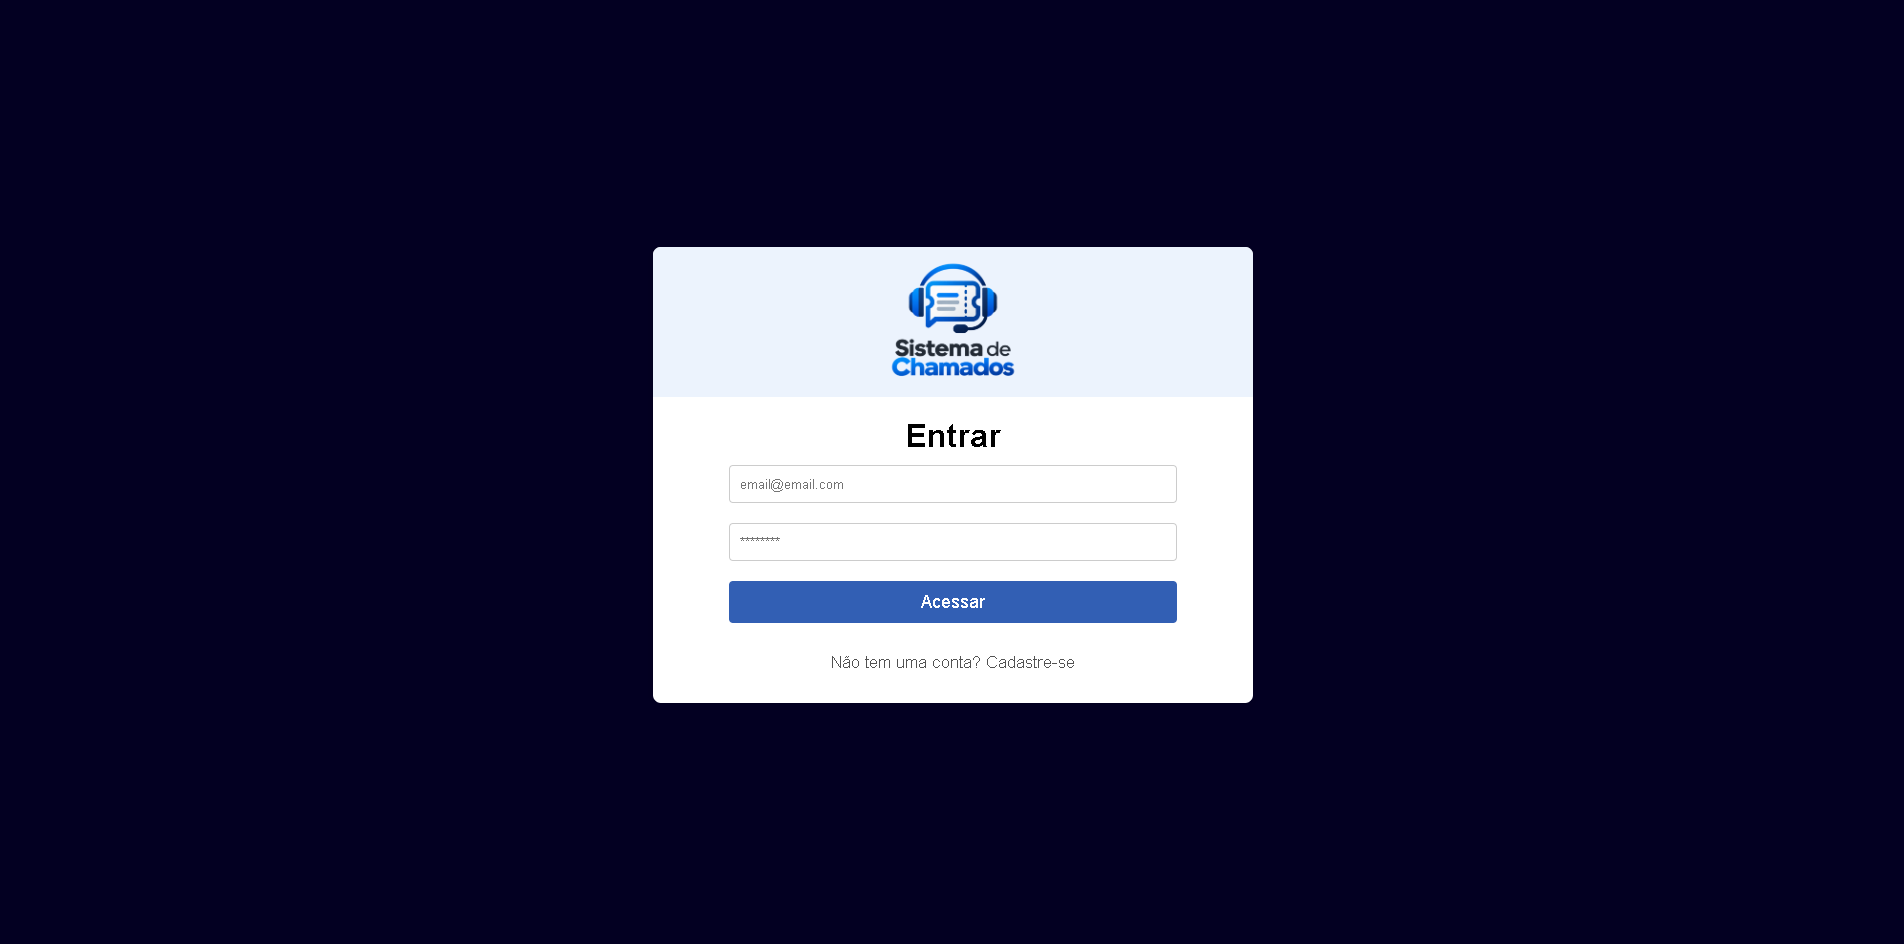 Sistema de
Chamados
Entrar
email@email.com
********
Acessar
Não tem uma conta? Cadastre-se